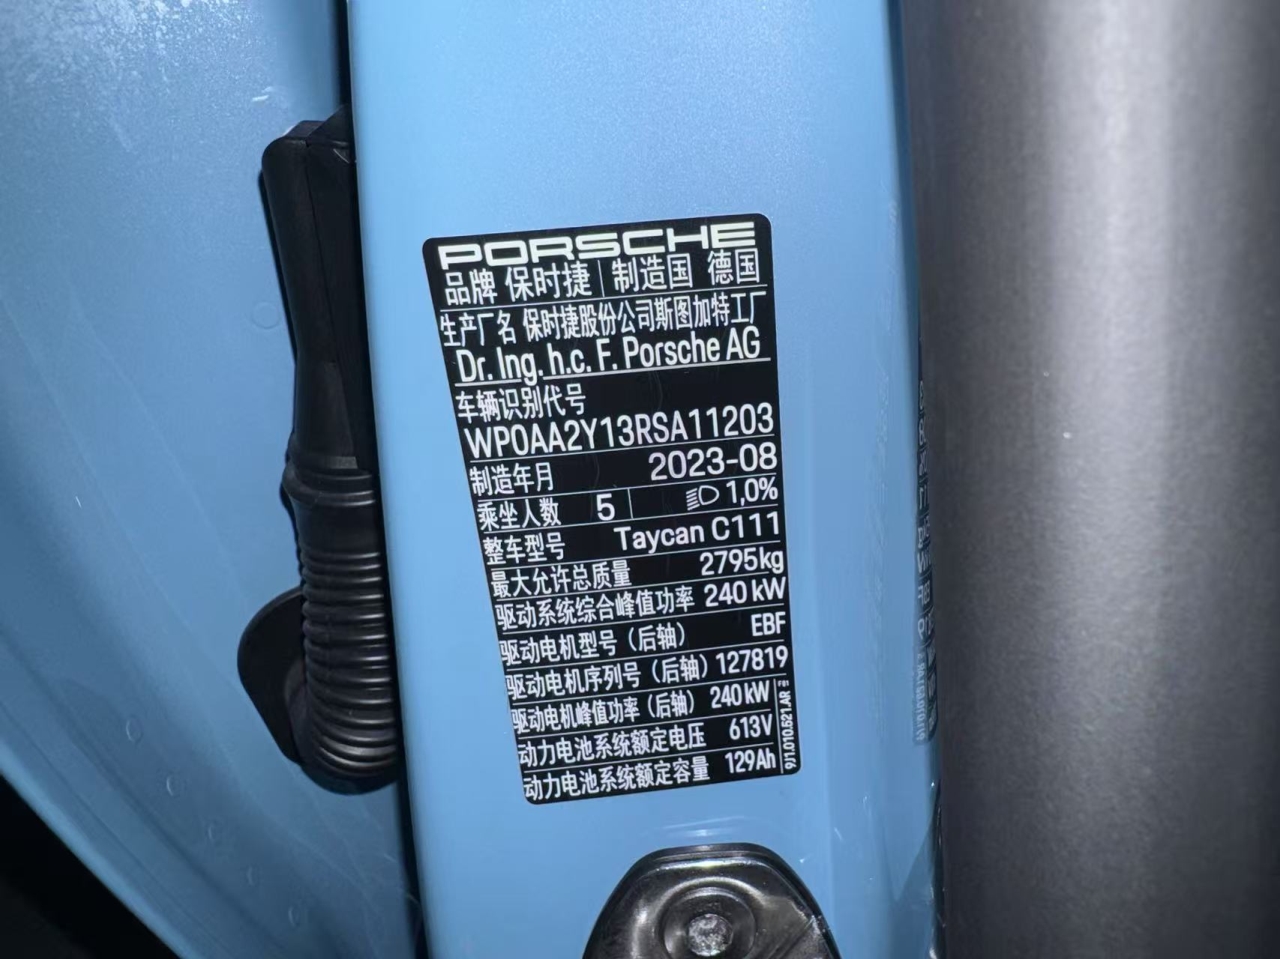 PORSCHE
品牌 保时捷 制造国 德国
生产厂名 保时捷股份公司斯图加特工厂
Dr. Ing. h.c. F. Porsche AG
车辆识别代号
WP0AA2Y13RSA11203
制造年月 2023-08
乘坐人数 5 1,0%
整车型号 Taycan C111
最大允许总质量 2795kg
驱动系统综合峰值功率 240 kW
驱动电机型号（后轴） EBF
驱动电机序列号（后轴） 127819
驱动电机峰值功率（后轴） 240 kW
动力电池系统额定电压 613V
动力电池系统额定容量 129Ah
9J1.010.621.AR